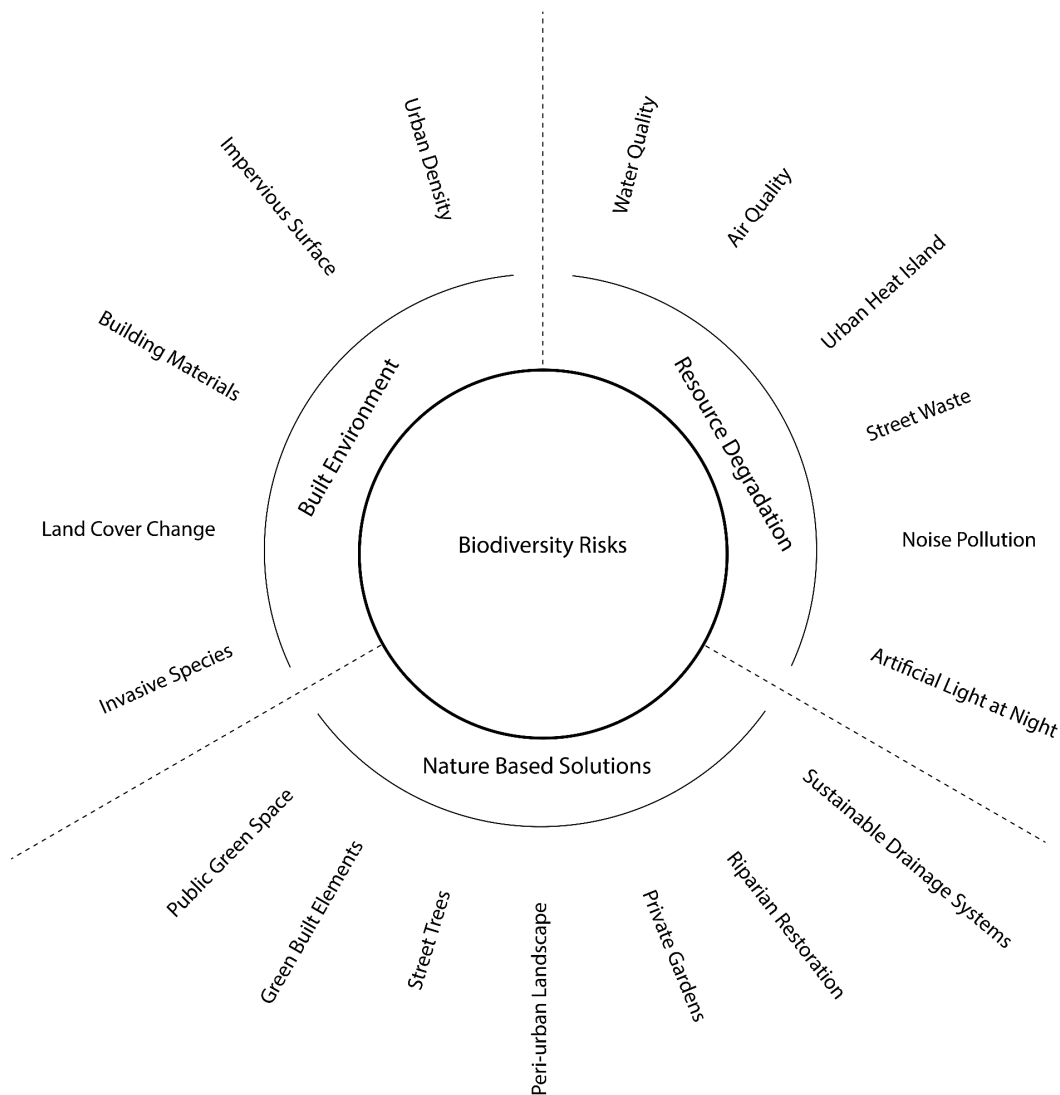 Biodiversity Risks
Built Environment
Urban Density
Impervious Surface
Building Materials
Land Cover Change
Invasive Species
Resource Degradation
Water Quality
Air Quality
Urban Heat Island
Street Waste
Noise Pollution
Artificial Light at Night
Nature Based Solutions
Public Green Space
Green Built Elements
Street Trees
Peri-urban Landscape
Private Gardens
Riparian Restoration
Sustainable Drainage Systems